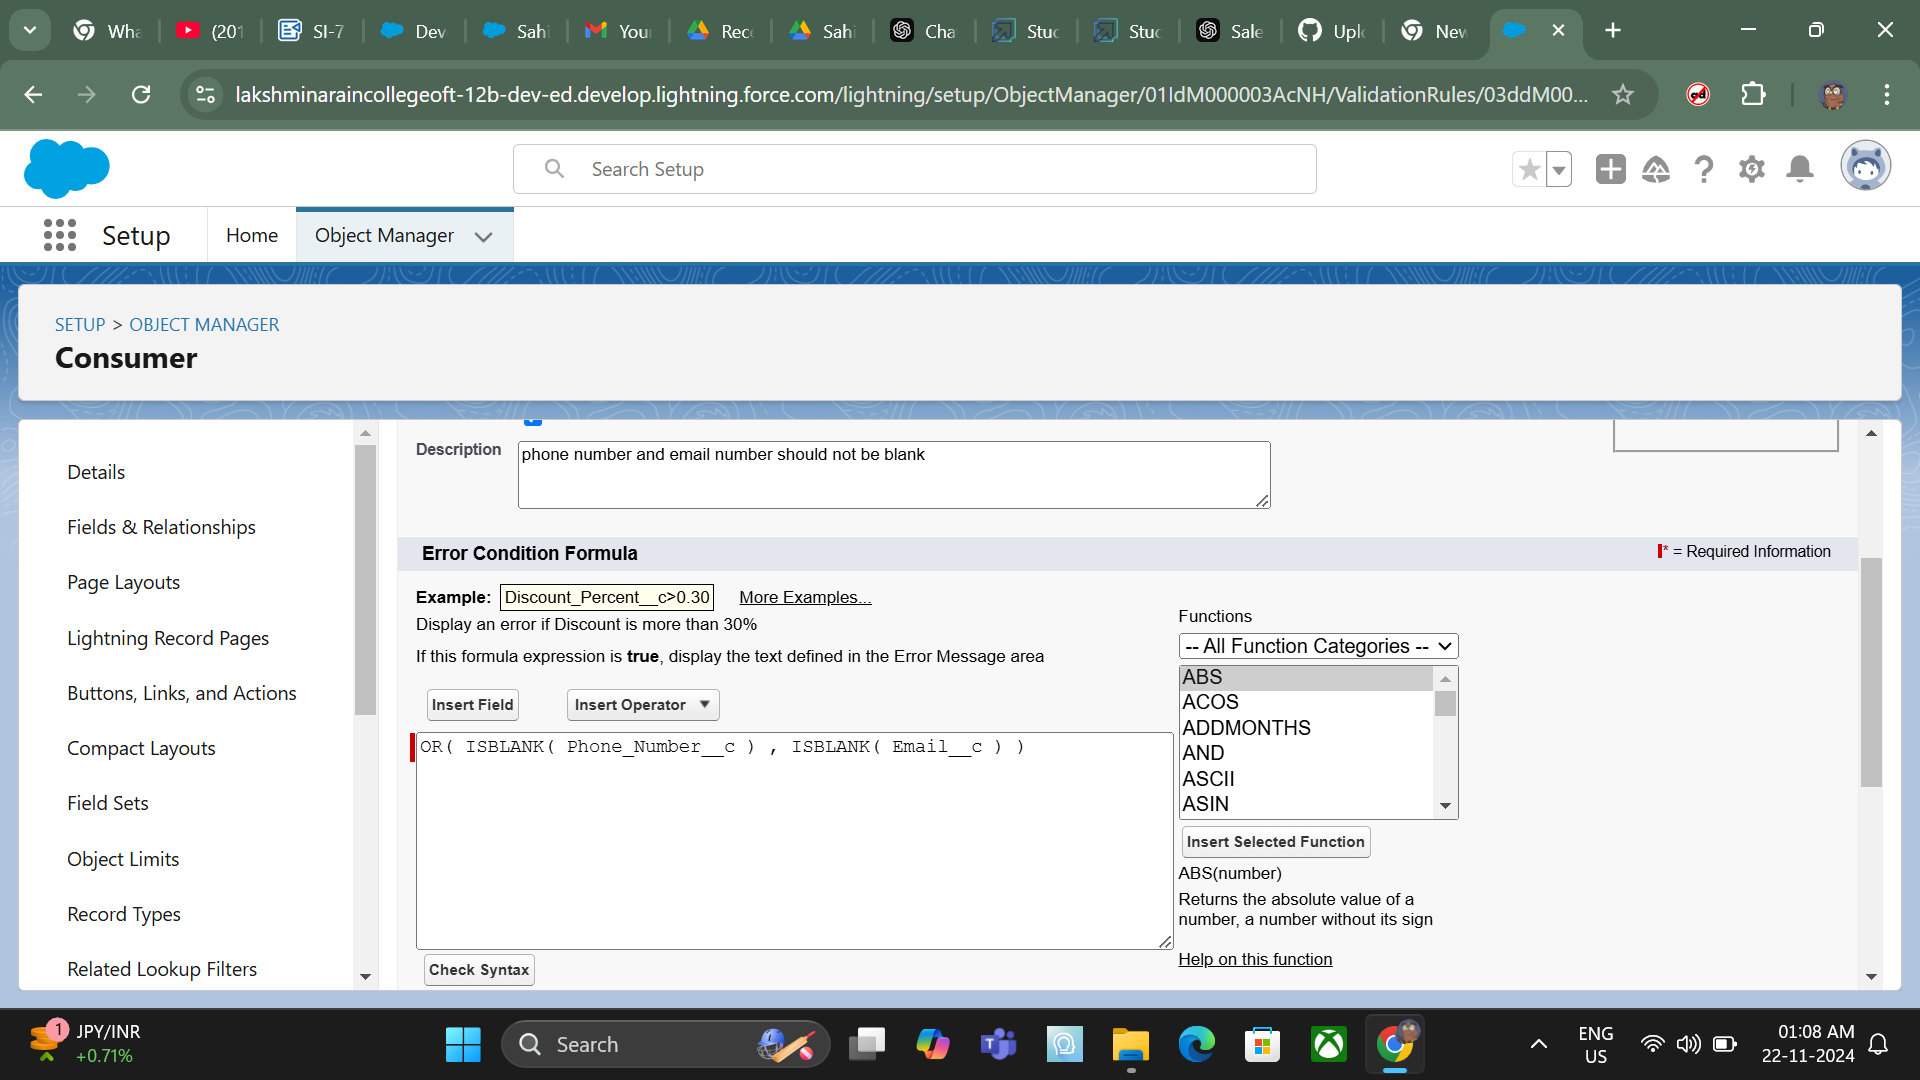 Wha
(201
SI-7
Dev
Sahi
You
Rec
Sahi
Cha
Stud
Stud
Sale
Uplo
New
lakshminaraincollegeoft-12b-dev-ed.develop.lightning.force.com/lightning/setup/ObjectManager/01IdM000003AcNH/ValidationRules/03ddM00...
Search Setup
Setup
Home
Object Manager
SETUP > OBJECT MANAGER
Consumer
Details
Fields & Relationships
Page Layouts
Lightning Record Pages
Buttons, Links, and Actions
Compact Layouts
Field Sets
Object Limits
Record Types
Related Lookup Filters
Description
phone number and email number should not be blank
Error Condition Formula
* = Required Information
Example: Discount_Percent__c>0.30 More Examples...
Display an error if Discount is more than 30%
If this formula expression is true, display the text defined in the Error Message area
Insert Field
Insert Operator
OR( ISBLANK( Phone_Number__c ) , ISBLANK( Email__c ) )
Check Syntax
Functions
-- All Function Categories --
ABS
ACOS
ADDMONTHS
AND
ASCII
ASIN
Insert Selected Function
ABS(number)
Returns the absolute value of a
number, a number without its sign
Help on this function
1
JPY/INR
+0.71%
Search
ENG
US
01:08 AM
22-11-2024